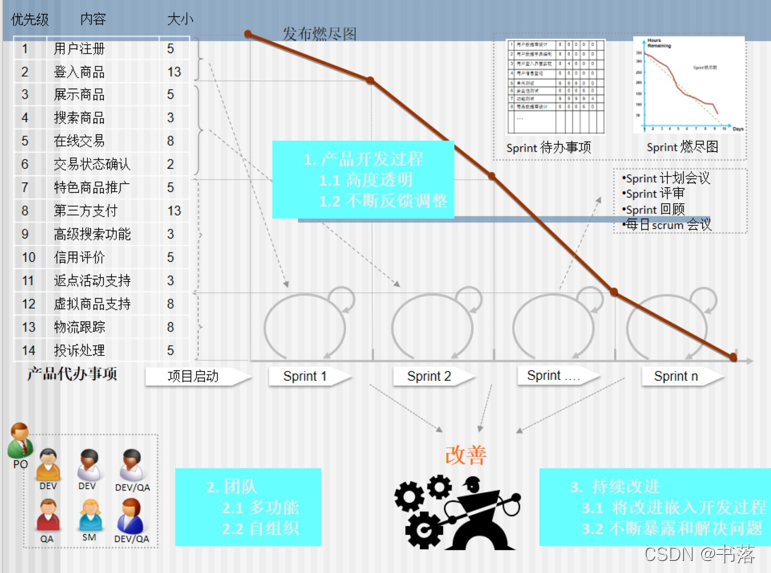 优先级 内容 大小
1 用户注册 5
2 登入商品 13
3 展示商品 5
4 搜索商品 3
5 在线交易 8
6 交易状态确认 2
7 特色商品推广 5
8 第三方支付 13
9 高级搜索功能 3
10 信用评价 5
11 返点活动支持 3
12 虚拟商品支持 8
13 物流跟踪 8
14 投诉处理 5
产品代办事项
发布燃尽图
1. 产品开发过程
1.1 高度透明
1.2 不断反馈调整
Sprint 待办事项
Hours
Remaining
Sprint燃尽图
Days
Sprint 燃尽图
•Sprint 计划会议
•Sprint 评审
•Sprint 回顾
•每日scrum 会议
项目启动
Sprint 1
Sprint 2
Sprint ....
Sprint n
改善
PO
DEV
DEV
DEV/QA
QA
SM
DEV/QA
2. 团队
2.1 多功能
2.2 自组织
3. 持续改进
3.1 将改进嵌入开发过程
3.2 不断暴露和解决问题
CSDN @书落